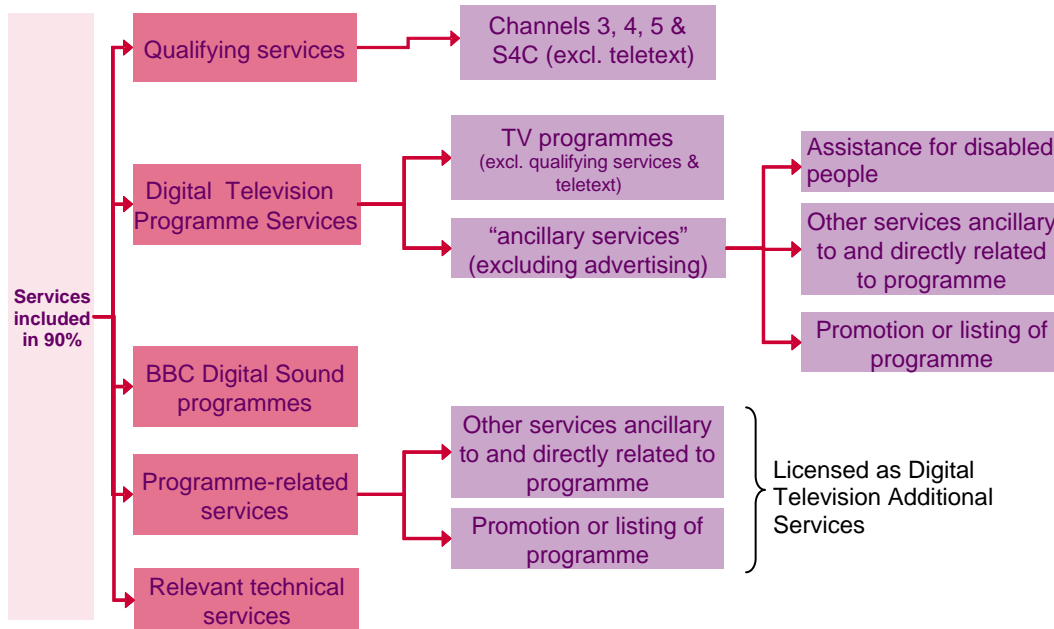 Services
included
in 90%
Qualifying services
Channels 3, 4, 5 &
S4C (excl. teletext)
Digital Television
Programme Services
TV programmes
(excl. qualifying services &
teletext)
“ancillary services”
(excluding advertising)
Assistance for disabled
people
Other services ancillary
to and directly related
to programme
Promotion or listing of
programme
BBC Digital Sound
programmes
Programme-related
services
Other services ancillary
to and directly related to
programme
Promotion or listing of
programme
Licensed as Digital
Television Additional
Services
Relevant technical
services